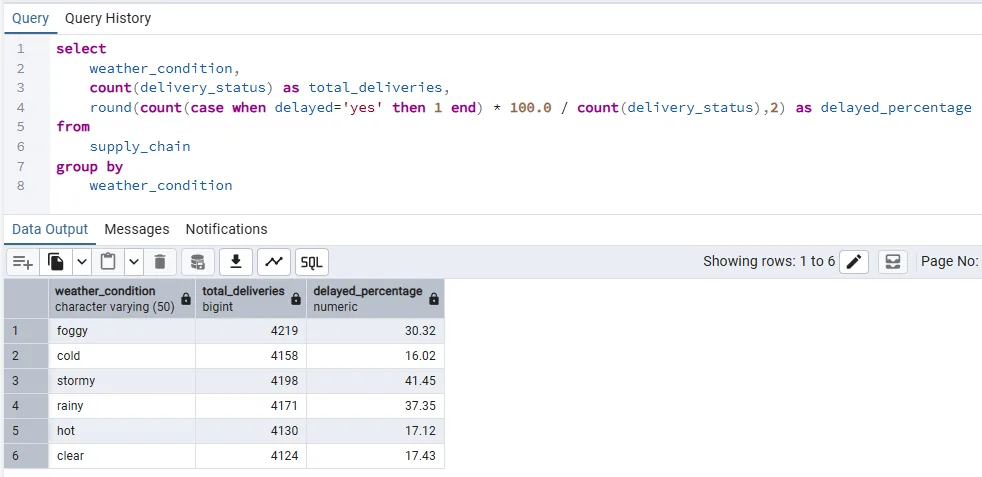 Query Query History
1 select
2 weather_condition,
3 count(delivery_status) as total_deliveries,
4 round(count(case when delayed='yes' then 1 end) * 100.0 / count(delivery_status),2) as delayed_percentage
5 from
6 supply_chain
7 group by
8 weather_condition
Data Output Messages Notifications
SQL Showing rows: 1 to 6 Page No:
weather_condition total_deliveries delayed_percentage
character varying (50) bigint numeric
1 foggy 4219 30.32
2 cold 4158 16.02
3 stormy 4198 41.45
4 rainy 4171 37.35
5 hot 4130 17.12
6 clear 4124 17.43